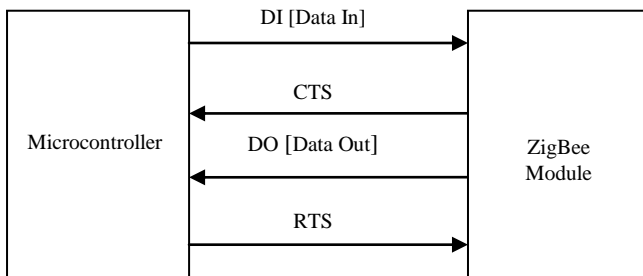 DI [Data In]
CTS
Microcontroller
DO [Data Out]
ZigBee
Module
RTS